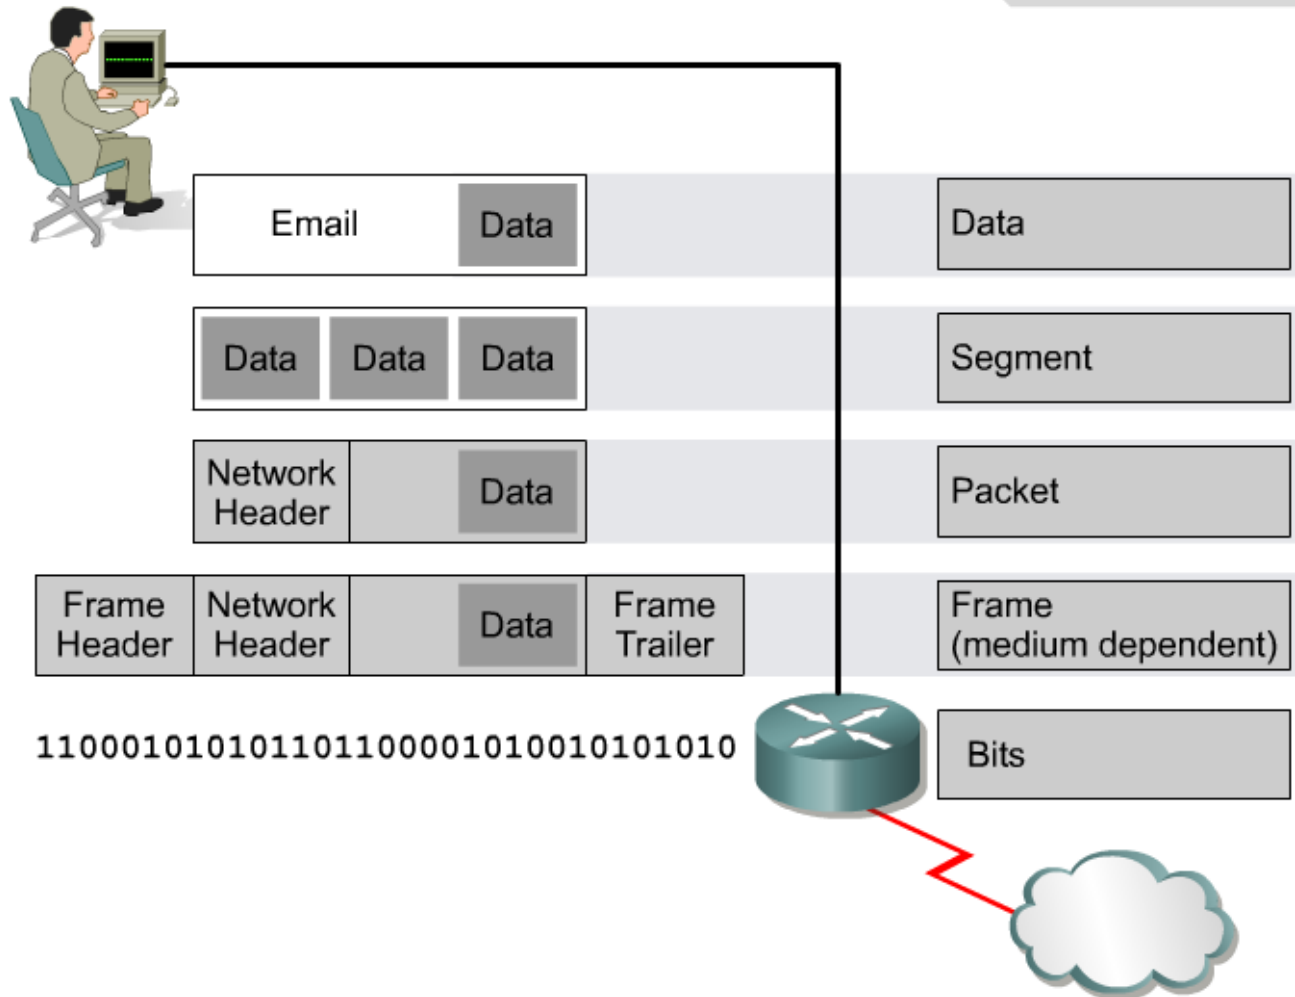 Email
Data
Data
Data
Data
Data
Segment
Network
Header
Data
Packet
Frame
Header
Network
Header
Data
Frame
Trailer
Frame
(medium dependent)
110001010101101100001010010101010
Bits